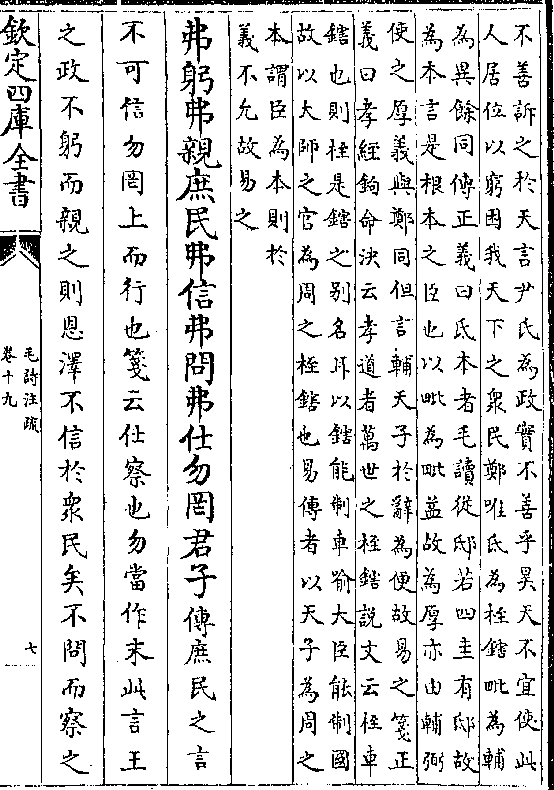 不善訴之於天言尹氏為政實不善乎昊天不宜使此
人居位以窮困我天下之衆民鄭唯氐為桎鎋毗為輔
為異餘同傳正義曰氐本者毛讀從邸若四圭有邸故
為本言是根本之臣也以毗為毗益故為厚亦由輔弼
使之厚義與鄭同但言輔天子於辭為便故易之箋正
義曰孝經鉤命決云孝道者萬世之桎鎋說文云桎車
鎋也則桎是鎋之别名耳以鎋能制車喻大臣能制國
故以大師之官為周之桎鎋也易傳者以天子為周之
本謂臣為本則於
義不允故易之
弗躬弗親庶民弗信弗問弗仕勿罔君子傳庶民之言
不可信勿罔上而行也箋云仕察也勿當作末此言王
之政不躬而親之則恩澤不信於衆民矣不問而察之
欽定四庫全書
毛詩注疏
卷十九
七